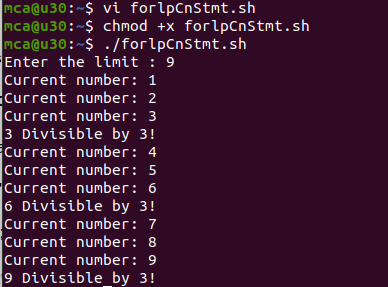 mca@u30:~$ vi forlpCnStmt.sh
mca@u30:~$ chmod +x forlpCnStmt.sh
mca@u30:~$ ./forlpCnStmt.sh
Enter the limit : 9
Current number: 1
Current number: 2
Current number: 3
3 Divisible by 3!
Current number: 4
Current number: 5
Current number: 6
6 Divisible by 3!
Current number: 7
Current number: 8
Current number: 9
9 Divisible by 3!